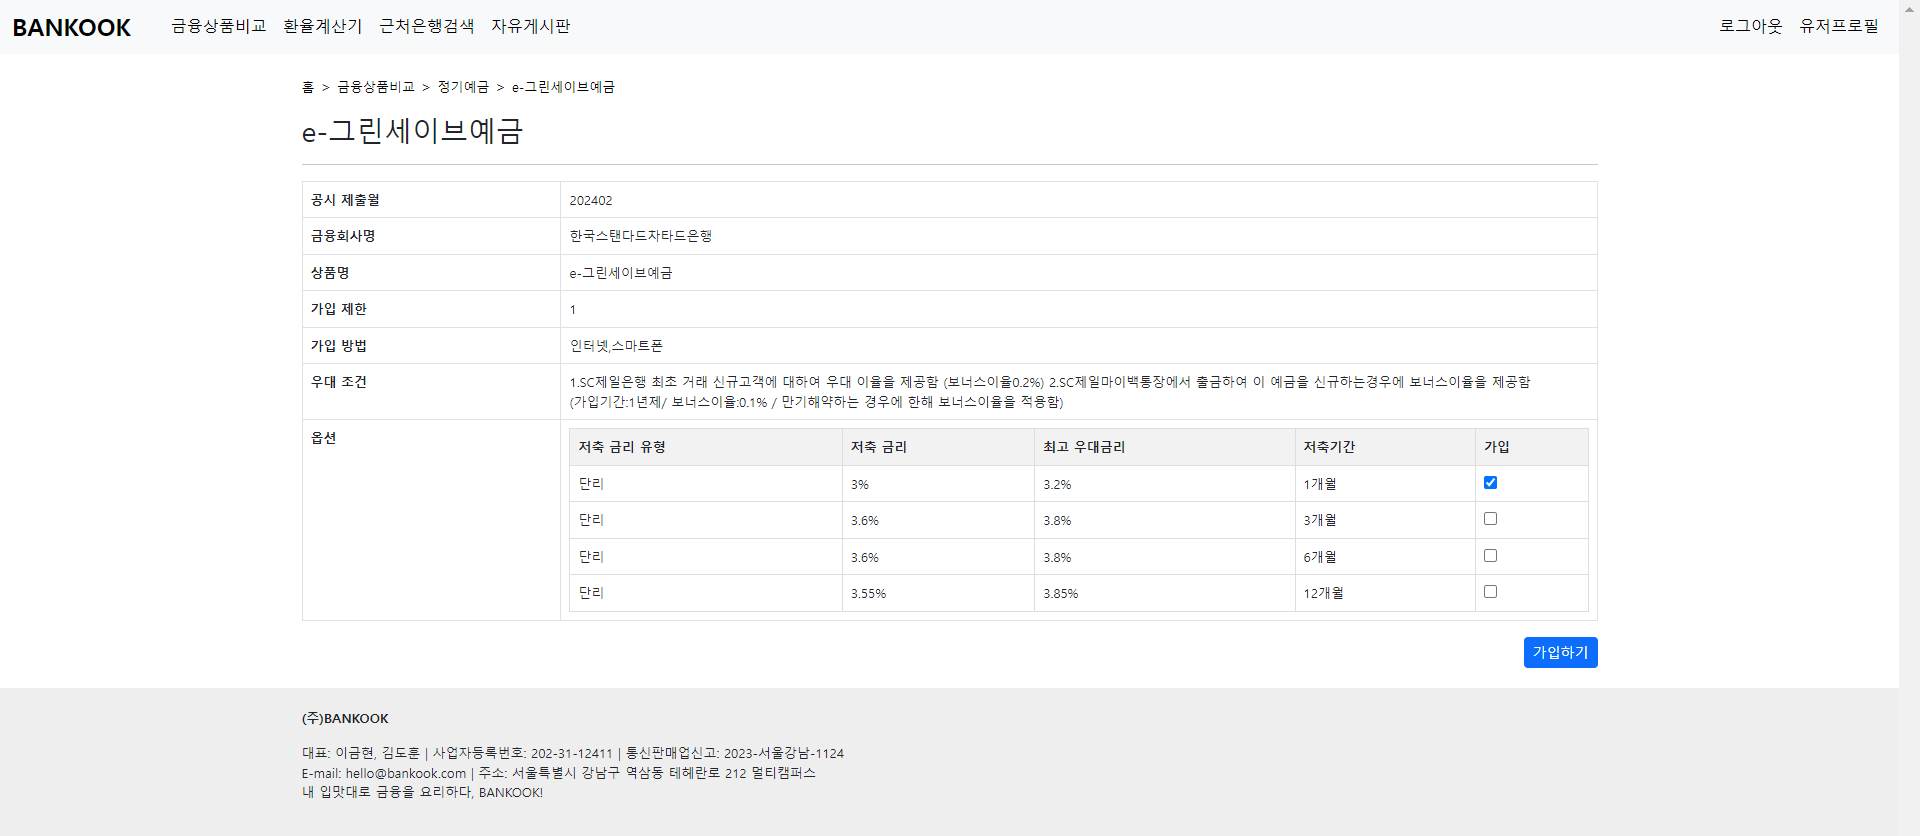 BANKOOK 금융상품비교 환율계산기 근처은행검색 자유게시판 로그아웃 유저프로필
홈 > 금융상품비교 > 정기예금 > e-그린세이브예금
e-그린세이브예금
공시 제출월 202402
금융회사명 한국스탠다드차타드은행
상품명 e-그린세이브예금
가입 제한 1
가입 방법 인터넷,스마트폰
우대 조건 1.SC제일은행 최초 거래 신규고객에 대하여 우대 이율을 제공함 (보너스이율0.2%) 2.SC제일마이백통장에서 출금하여 이 예금을 신규하는경우에 보너스이율을 제공함
(가입기간:1년제/ 보너스이율:0.1% / 만기해약하는 경우에 한해 보너스이율을 적용함)
옵션
저축 금리 유형 저축 금리 최고 우대금리 저축기간 가입
단리 3% 3.2% 1개월
단리 3.6% 3.8% 3개월
단리 3.6% 3.8% 6개월
단리 3.55% 3.85% 12개월
가입하기
(주)BANKOOK
대표: 이금현, 김도훈 | 사업자등록번호: 202-31-12411 | 통신판매업신고: 2023-서울강남-1124
E-mail: hello@bankook.com | 주소: 서울특별시 강남구 역삼동 테헤란로 212 멀티캠퍼스
내 입맛대로 금융을 요리하다, BANKOOK!